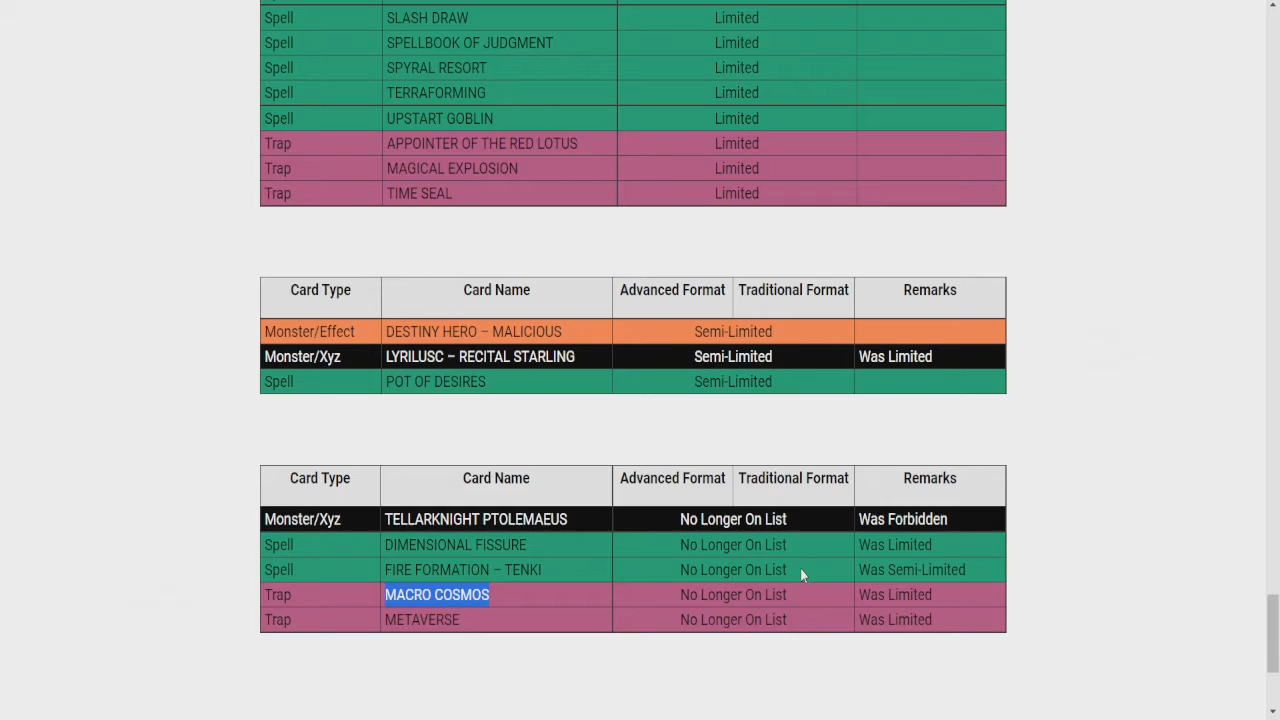 Spell SLASH DRAW Limited
Spell SPELLBOOK OF JUDGMENT Limited
Spell SPYRAL RESORT Limited
Spell TERRAFORMING Limited
Spell UPSTART GOBLIN Limited
Trap APPOINTER OF THE RED LOTUS Limited
Trap MAGICAL EXPLOSION Limited
Trap TIME SEAL Limited
Card Type Card Name Advanced Format Traditional Format Remarks
Monster/Effect DESTINY HERO – MALICIOUS Semi-Limited
Monster/Xyz LYRILUSC – RECITAL STARLING Semi-Limited Was Limited
Spell POT OF DESIRES Semi-Limited
Card Type Card Name Advanced Format Traditional Format Remarks
Monster/Xyz TELLARKNIGHT PTOLEMAEUS No Longer On List Was Forbidden
Spell DIMENSIONAL FISSURE No Longer On List Was Limited
Spell FIRE FORMATION – TENKI No Longer On List Was Semi-Limited
Trap MACRO COSMOS No Longer On List Was Limited
Trap METAVERSE No Longer On List Was Limited